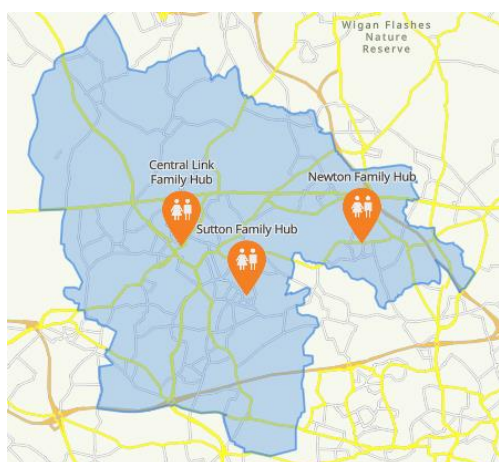 Wigan Flashes
Nature
Reserve
Central Link
Family Hub
Newton Family Hub
Sutton Family Hub